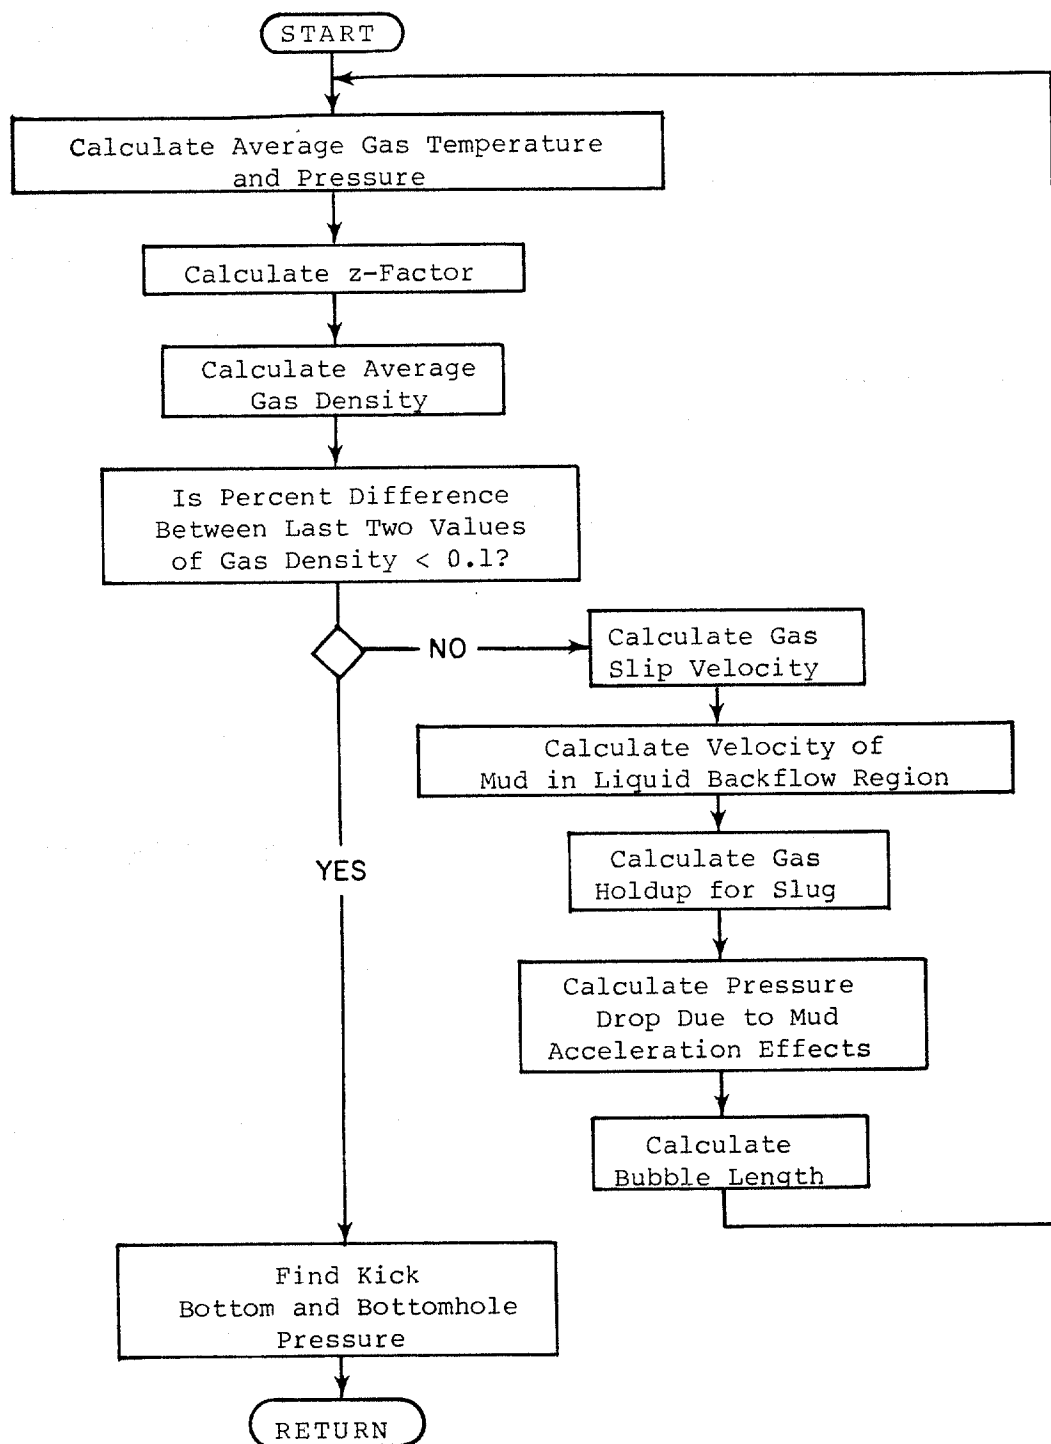 START
Calculate Average Gas Temperature
and Pressure
Calculate z-Factor
Calculate Average
Gas Density
Is Percent Difference
Between Last Two Values
of Gas Density < 0.1?
NO
Calculate Gas
Slip Velocity
Calculate Velocity of
Mud in Liquid Backflow Region
YES
Calculate Gas
Holdup for Slug
Calculate Pressure
Drop Due to Mud
Acceleration Effects
Calculate
Bubble Length
Find Kick
Bottom and Bottomhole
Pressure
RETURN